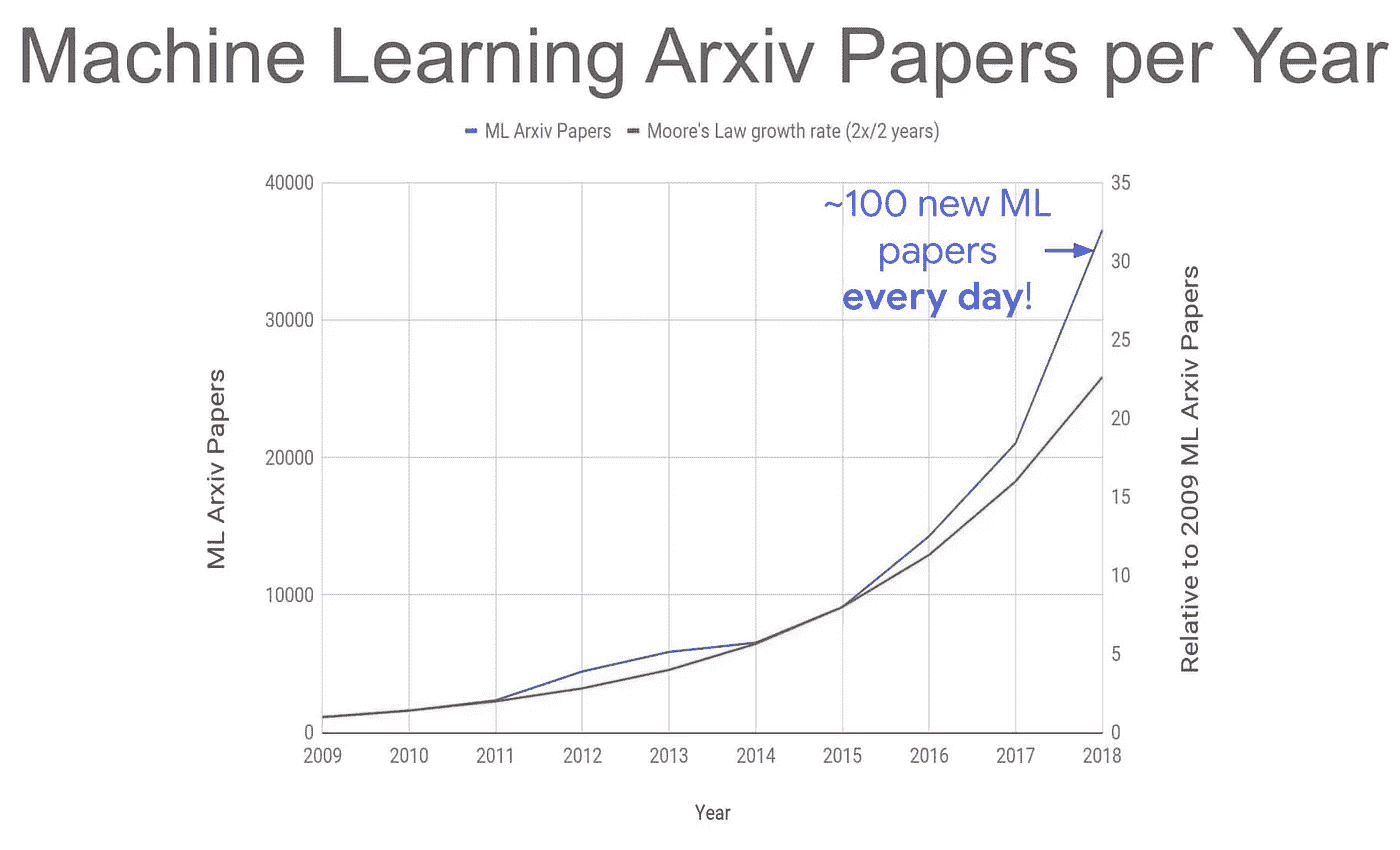 Machine Learning Arxiv Papers per Year
ML Arxiv Papers
Moore's Law growth rate (2x/2 years)
40000
30000
20000
10000
0
ML Arxiv Papers
~100 new ML
papers
every day!
35
30
25
20
15
10
5
0
Relative to 2009 ML Arxiv Papers
2009 2010 2011 2012 2013 2014 2015 2016 2017 2018
Year